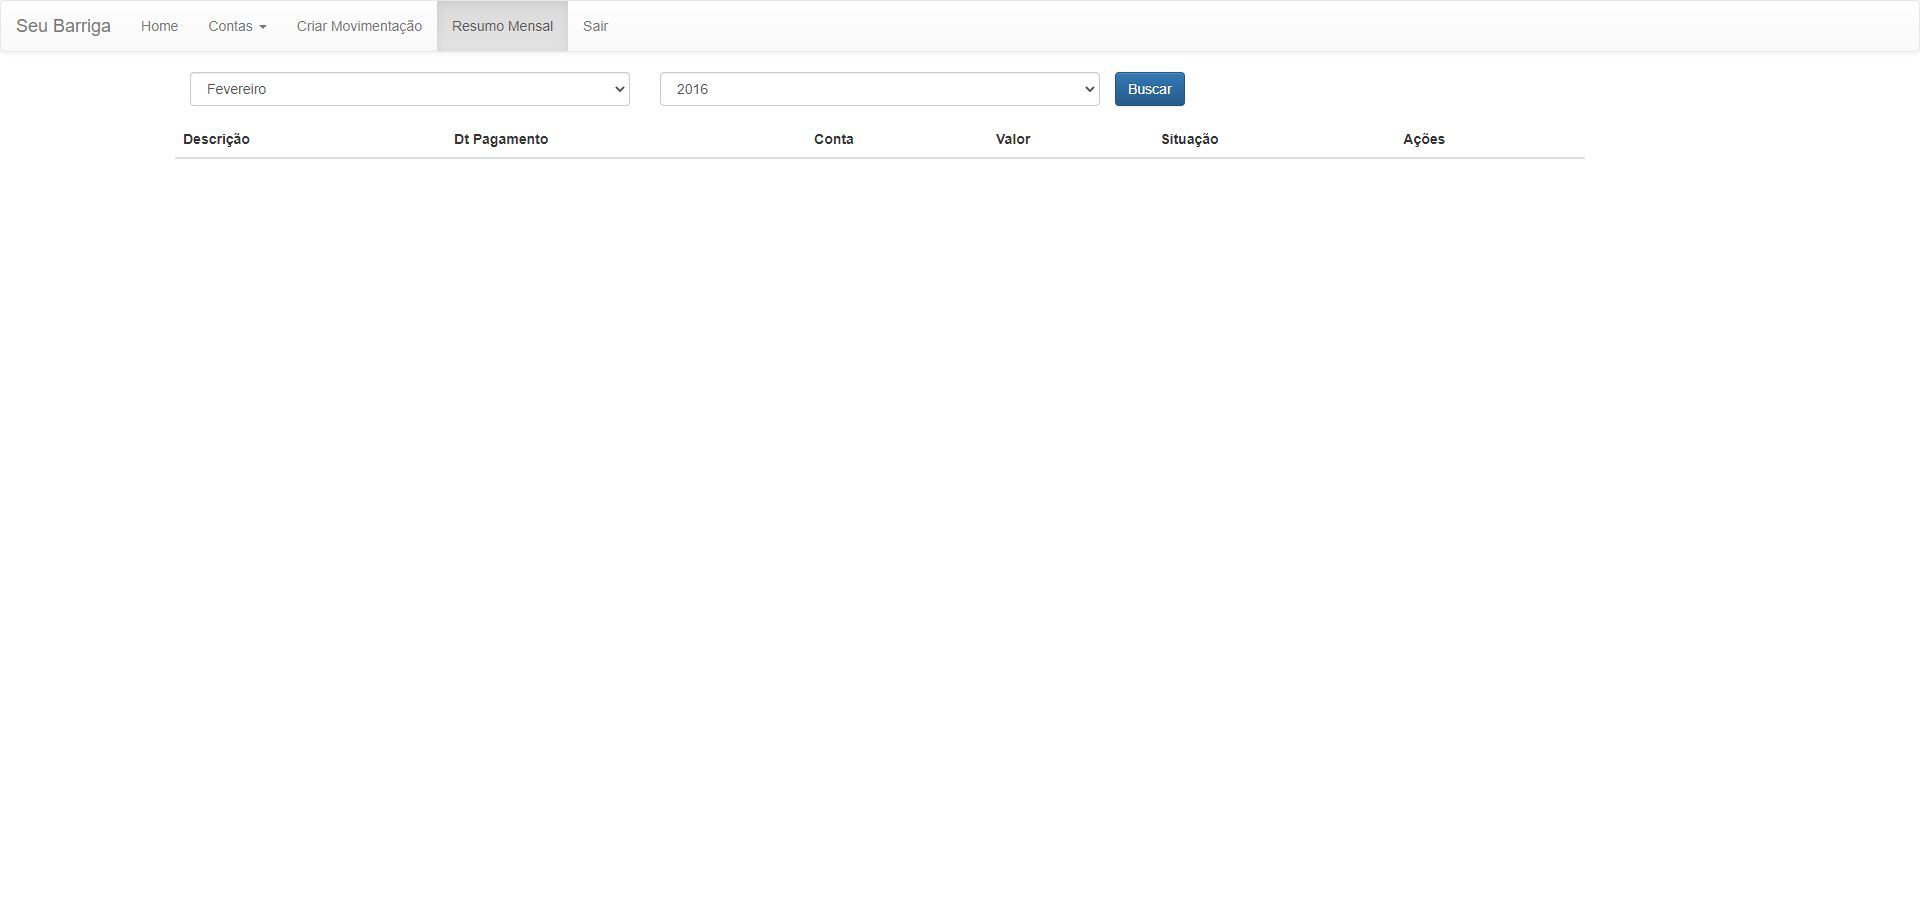 Seu Barriga Home Contas Criar Movimentação Resumo Mensal Sair
Fevereiro 2016 Buscar
Descrição Dt Pagamento Conta Valor Situação Ações